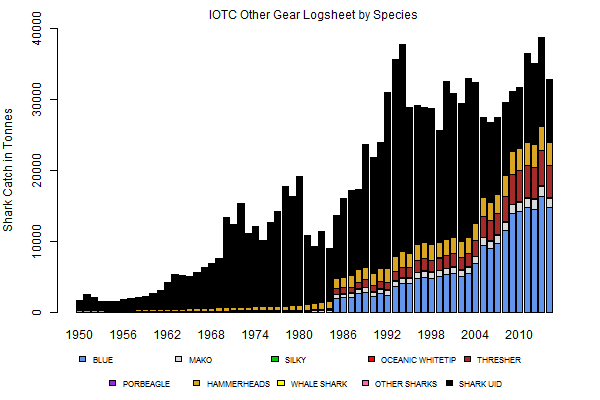 IOTC Other Gear Logsheet by Species
Shark Catch in Tonnes
40000
30000
20000
10000
0
1950 1956 1962 1968 1974 1980 1986 1992 1998 2004 2010
BLUE MAKO SILKY OCEANIC WHITETIP THRESHER
PORBEAGLE HAMMERHEADS WHALE SHARK OTHER SHARKS SHARK UID